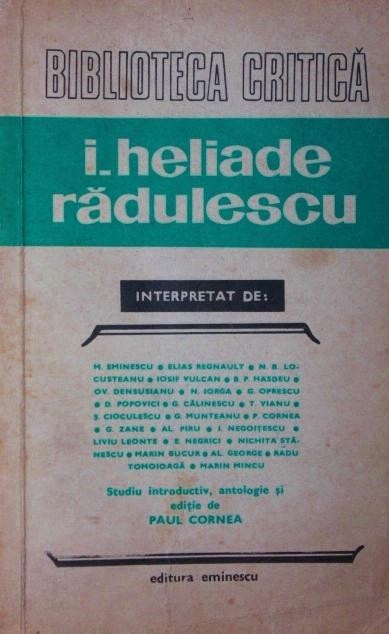 BIBLIOTECA CRITICĂ
i. heliade
rădulescu
INTERPRETAT DE:
M. EMINESCU • ELIAS REGNAULT • N. B. LO-
CUSTEANU • IOSIF VULCAN • B. P. HASDEU •
OV. DENSUSIANU • N. IORGA • G. OPRESCU
• D. POPOVICI • G. CĂLINESCU • T. VIANU •
Ș. CIOCULESCU • G. MUNTEANU • P. CORNEA
• G. ZANE • AL. PIRU • I. NEGOIȚESCU •
LIVIU LEONTE • E. NEGRICI • NICHITA STĂ-
NESCU • MARIN BUCUR • AL. GEORGE • RADU
TOMOIOAGĂ • MARIN MINCU
Studiu introductiv, antologie și
ediție de
PAUL CORNEA
editura eminescu